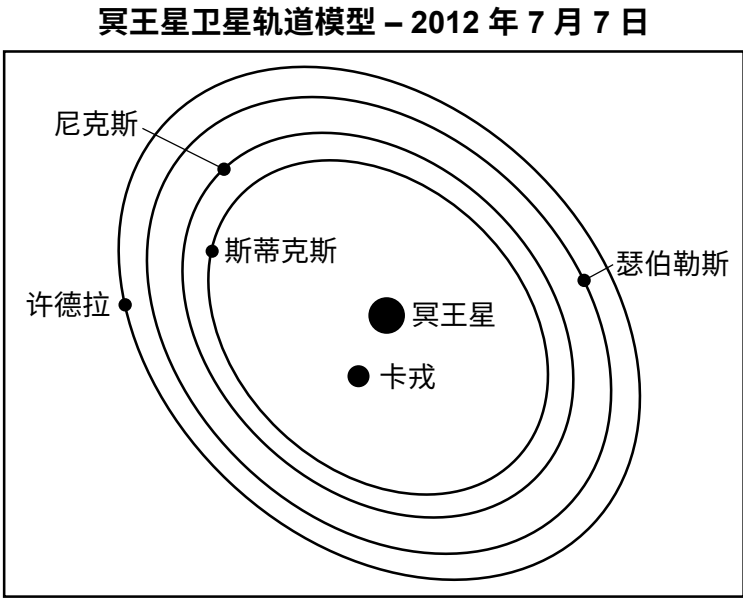 冥王星卫星轨道模型 – 2012 年 7 月 7 日
尼克斯
斯蒂克斯
瑟伯勒斯
许德拉
冥王星
卡戎